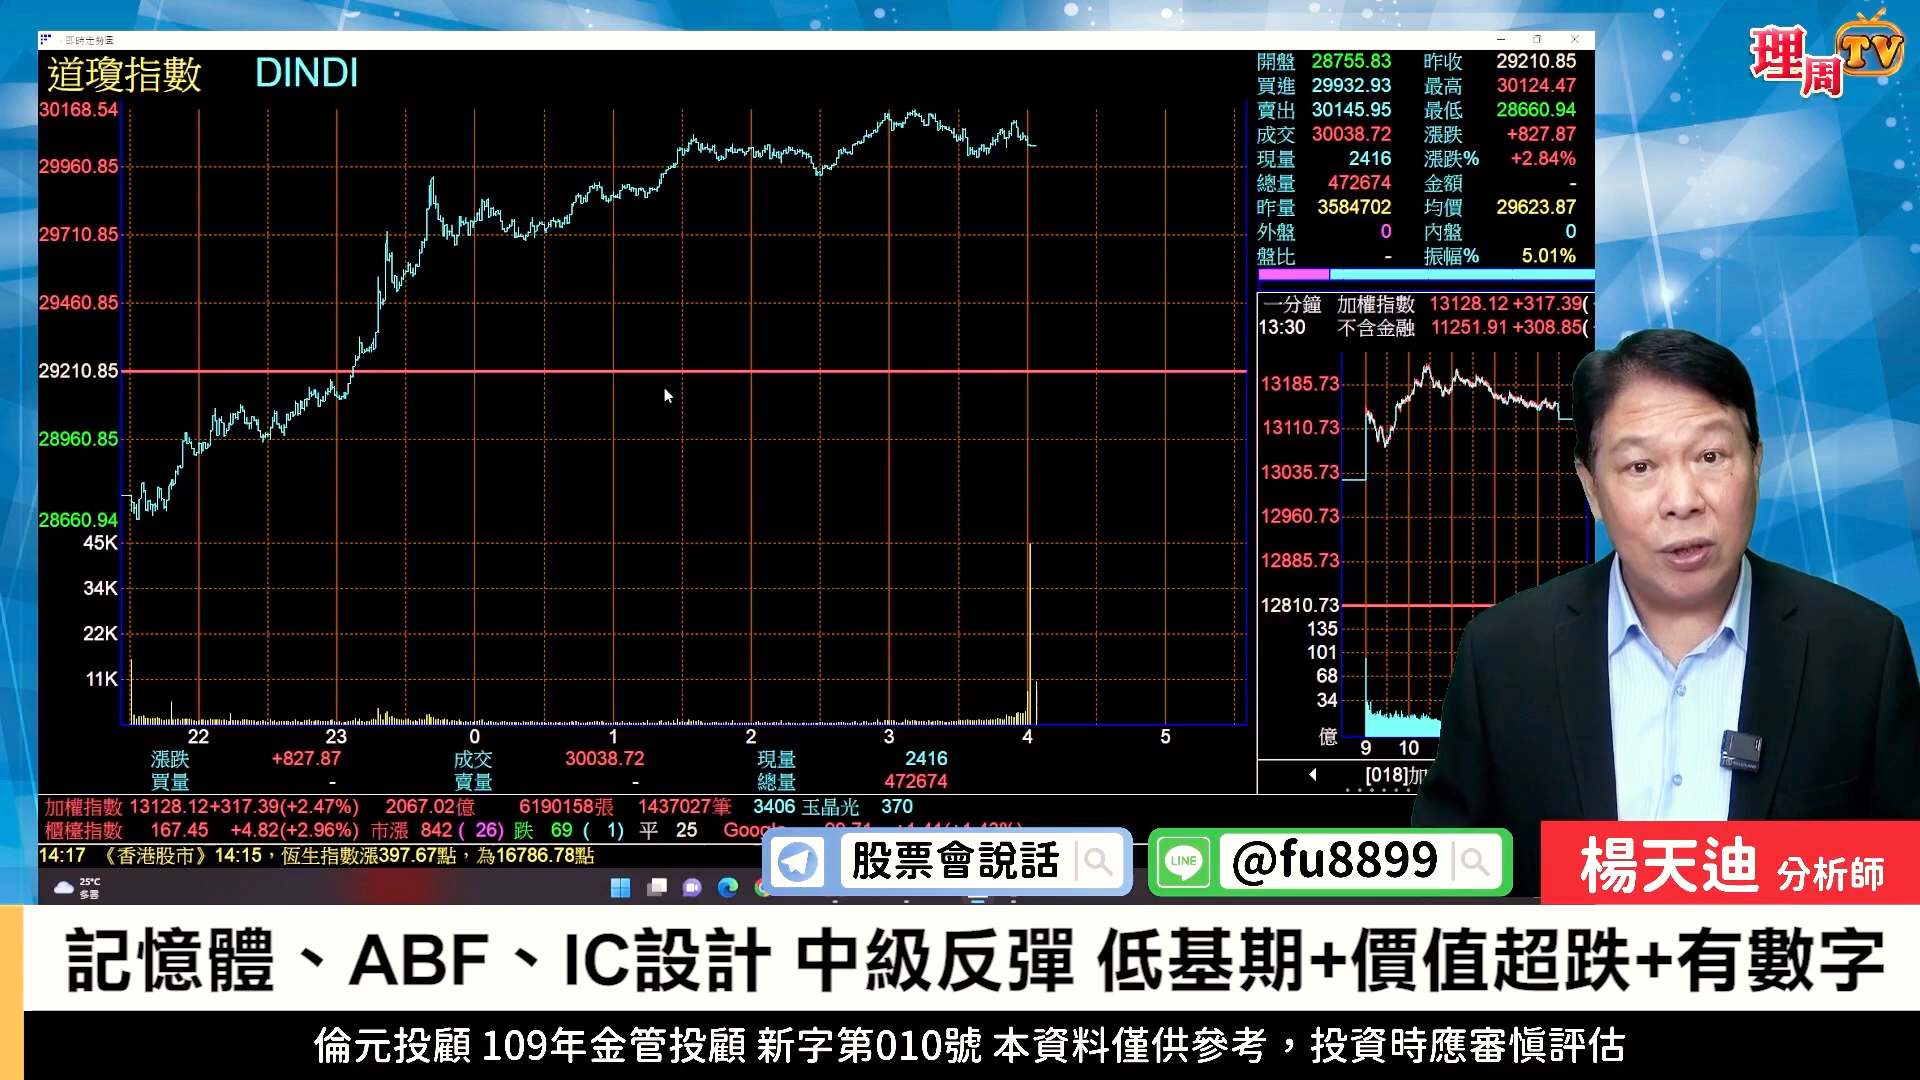 即時走勢圖
理周TV
道瓊指數 DINDI
30168.54
29960.85
29710.85
29460.85
29210.85
28960.85
28660.94
45K
34K
22K
11K
22 23 0 1 2 3 4 5
漲跌 +827.87 成交 30038.72 現量 2416
買量 - 賣量 - 總量 472674
開盤 28755.83 昨收 29210.85
買進 29932.93 最高 30124.47
賣出 30145.95 最低 28660.94
成交 30038.72 漲跌 +827.87
現量 2416 漲跌% +2.84%
總量 472674 金額 -
昨量 3584702 均價 29623.87
外盤 0 內盤 0
盤比 - 振幅% 5.01%
一分鐘 加權指數 13128.12 +317.39(
13:30 不含金融 11251.91 +308.85(
13185.73
13110.73
13035.73
12960.73
12885.73
12810.73
135
101
68
34
億 9 10
[018]加
加權指數 13128.12 +317.39(+2.47%) 2067.02億 6190158張 1437027筆 3406 玉晶光 370
櫃檯指數 167.45 +4.82(+2.96%) 市漲 842 ( 26) 跌 69 ( 1) 平 25
14:17 《香港股市》14:15，恆生指數漲397.67點，為16786.78點
25°C
多雲
股票會說話
LINE @fu8899
楊天迪 分析師
記憶體、ABF、IC設計 中級反彈 低基期+價值超跌+有數字
倫元投顧 109年金管投顧 新字第010號 本資料僅供參考，投資時應審慎評估